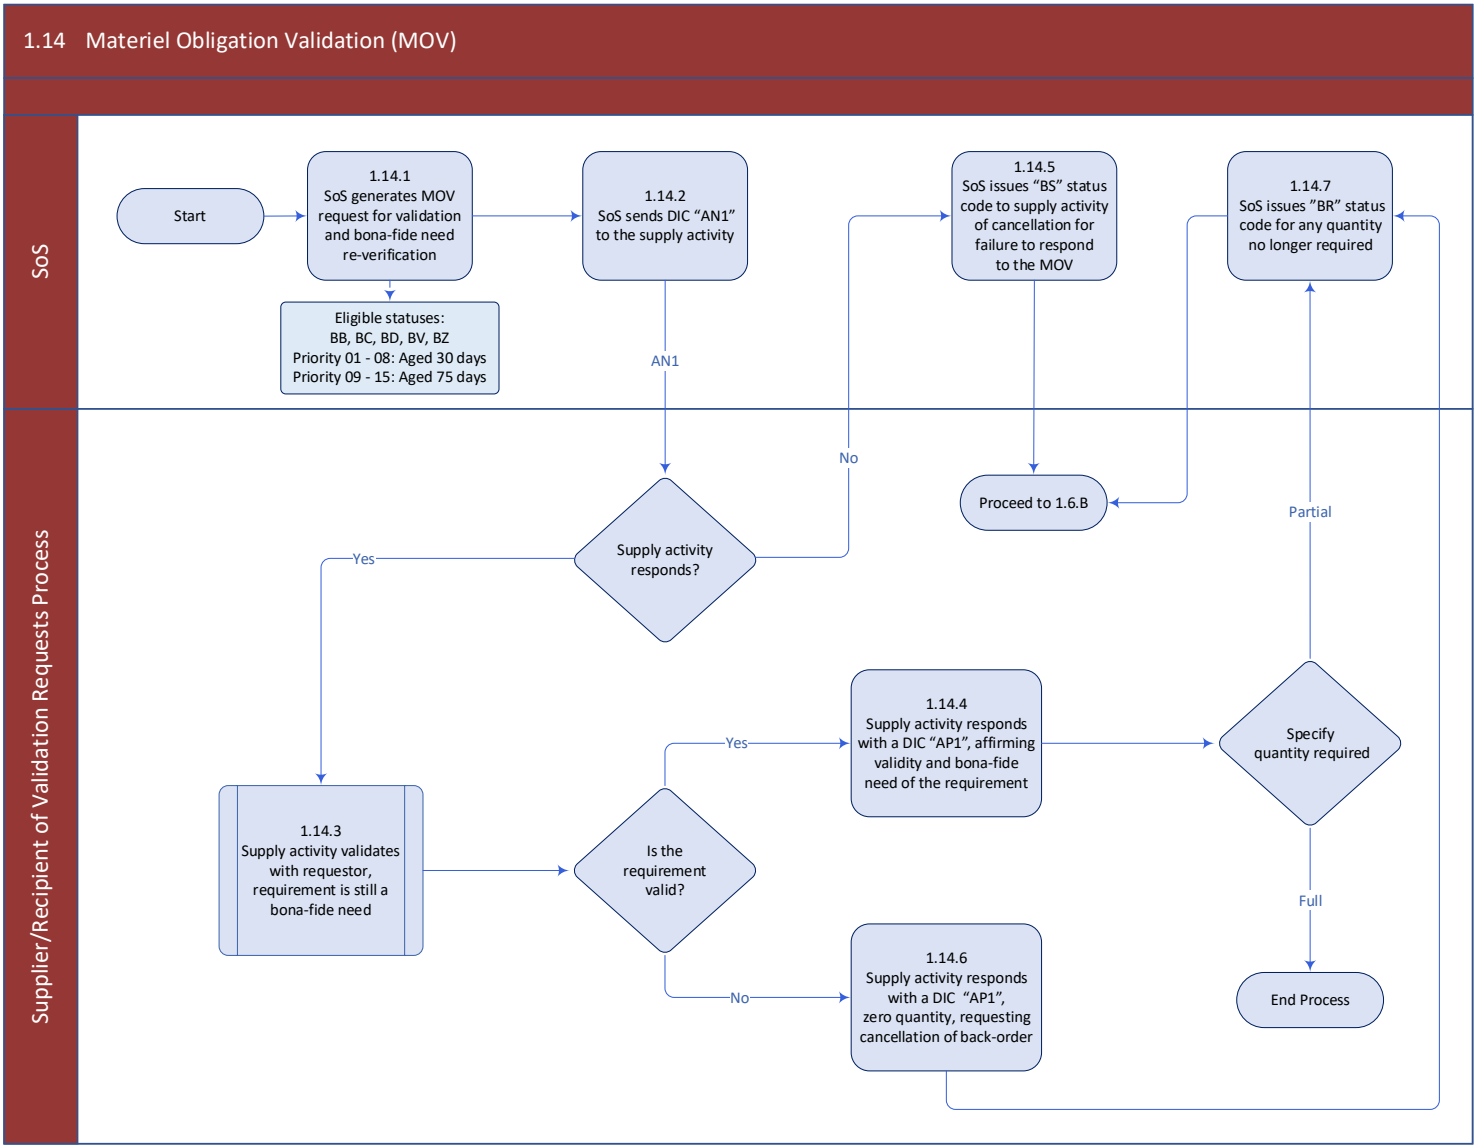 1.14 Materiel Obligation Validation (MOV)
SoS
Start
1.14.1
SoS generates MOV
request for validation
and bona-fide need
re-verification
Eligible statuses:
BB, BC, BD, BV, BZ
Priority 01 - 08: Aged 30 days
Priority 09 - 15: Aged 75 days
1.14.2
SoS sends DIC “AN1”
to the supply activity
AN1
1.14.5
SoS issues “BS” status
code to supply activity
of cancellation for
failure to respond
to the MOV
1.14.7
SoS issues ”BR” status
code for any quantity
no longer required
Supplier/Recipient of Validation Requests Process
Supply activity
responds?
Yes
No
Proceed to 1.6.B
Partial
1.14.3
Supply activity validates
with requestor,
requirement is still a
bona-fide need
Is the
requirement
valid?
Yes
No
1.14.4
Supply activity responds
with a DIC “AP1”, affirming
validity and bona-fide
need of the requirement
Specify
quantity required
Full
1.14.6
Supply activity responds
with a DIC “AP1”,
zero quantity, requesting
cancellation of back-order
End Process